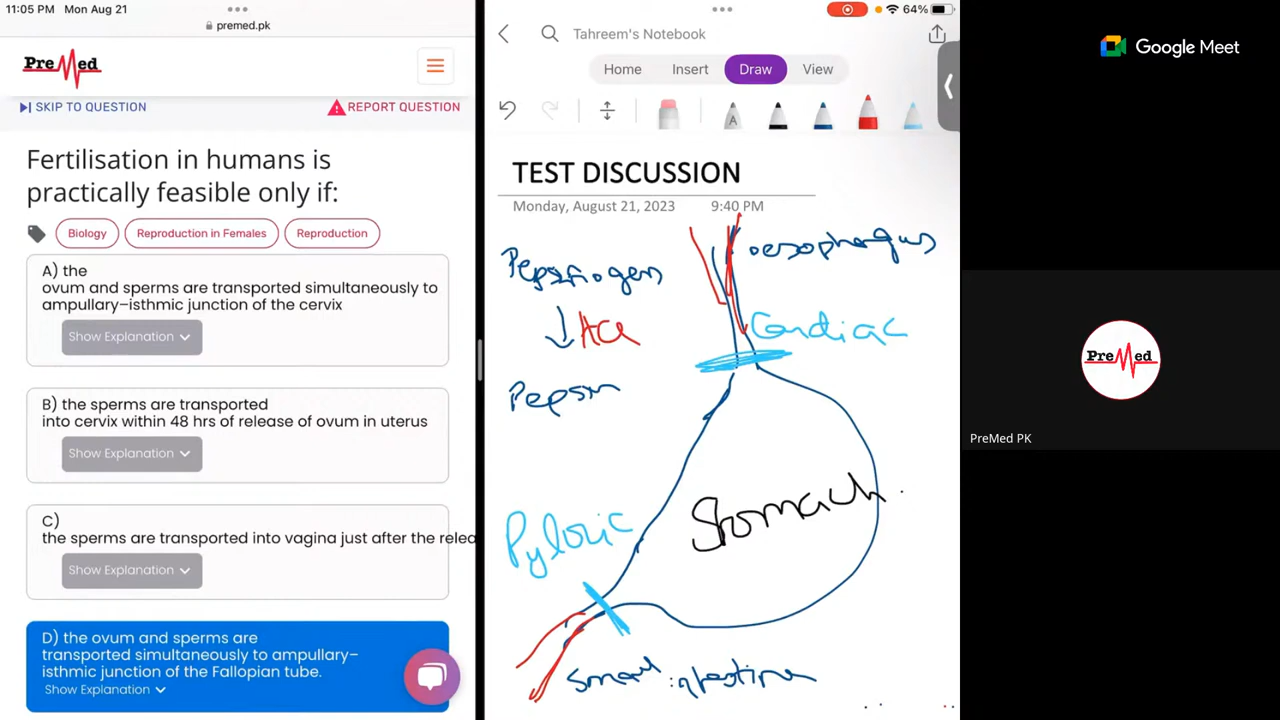 11:05 PM Mon Aug 21
premed.pk
PreMed
SKIP TO QUESTION
REPORT QUESTION
Fertilisation in humans is
practically feasible only if:
Biology
Reproduction in Females
Reproduction
A) the
ovum and sperms are transported simultaneously to
ampullary–isthmic junction of the cervix
Show Explanation
B) the sperms are transported
into cervix within 48 hrs of release of ovum in uterus
Show Explanation
C)
the sperms are transported into vagina just after the relea
Show Explanation
D) the ovum and sperms are
transported simultaneously to ampullary–
isthmic junction of the Fallopian tube.
Show Explanation
64%
Tahreem's Notebook
Home
Insert
Draw
View
A
TEST DISCUSSION
Monday, August 21, 2023
9:40 PM
oesophargus
HCl
Cardiac
Pepsin
Stomach
Pyloric
Small intestine
Google Meet
PreMed
PreMed PK